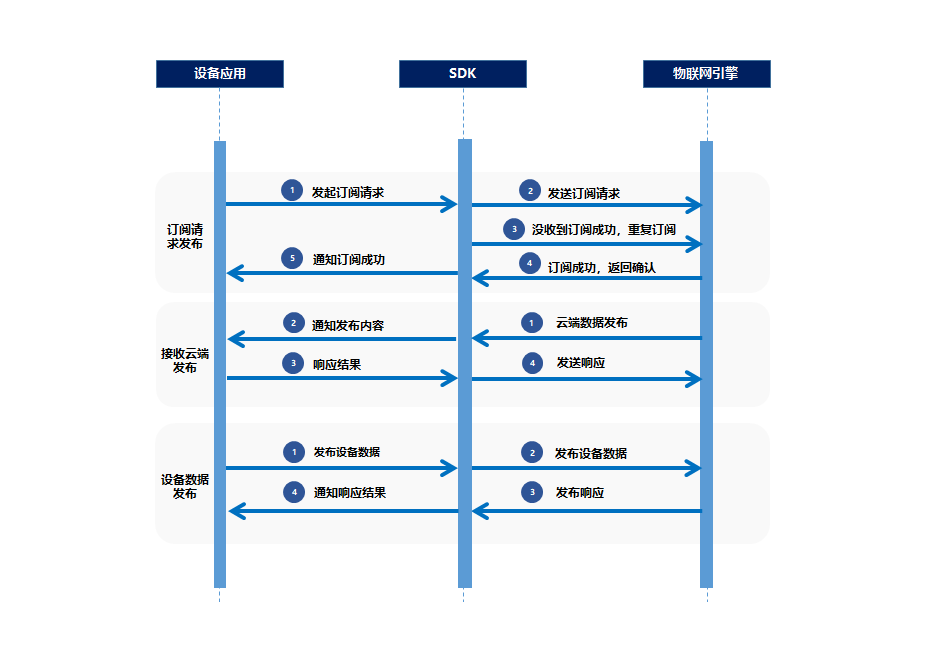 设备应用
SDK
物联网引擎
订阅请
求发布
1 发起订阅请求
2 发送订阅请求
3 没收到订阅成功，重复订阅
5 通知订阅成功
4 订阅成功，返回确认
接收云端
发布
2 通知发布内容
1 云端数据发布
3 响应结果
4 发送响应
设备数据
发布
1 发布设备数据
2 发布设备数据
4 通知响应结果
3 发布响应